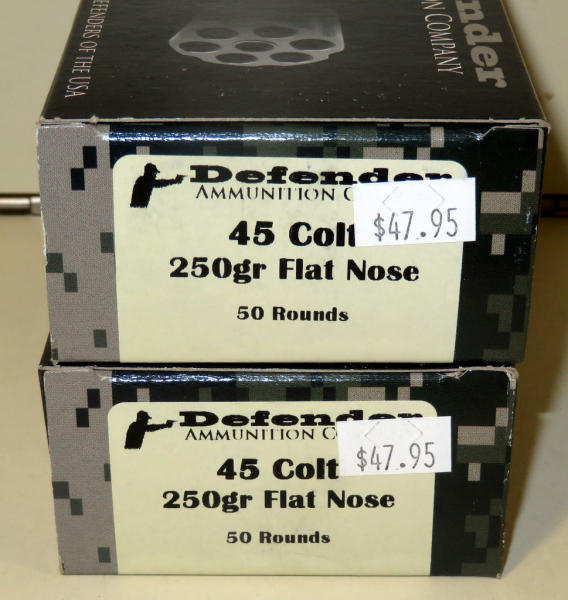 nder
ON COMPANY
DEFENDERS OF THE USA
Defender
AMMUNITION C
$47.95
45 Colt
250gr Flat Nose
50 Rounds
Defender
AMMUNITION C
$47.95
45 Colt
250gr Flat Nose
50 Rounds